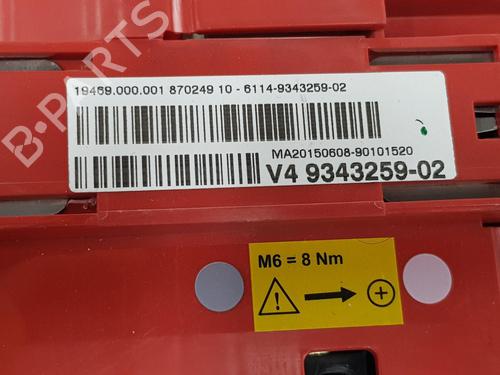 19469.000.001 870249 10 - 6114-9343259-02
MA20150608-90101520
V4 9343259-02
M6 = 8 Nm
B-PARTS